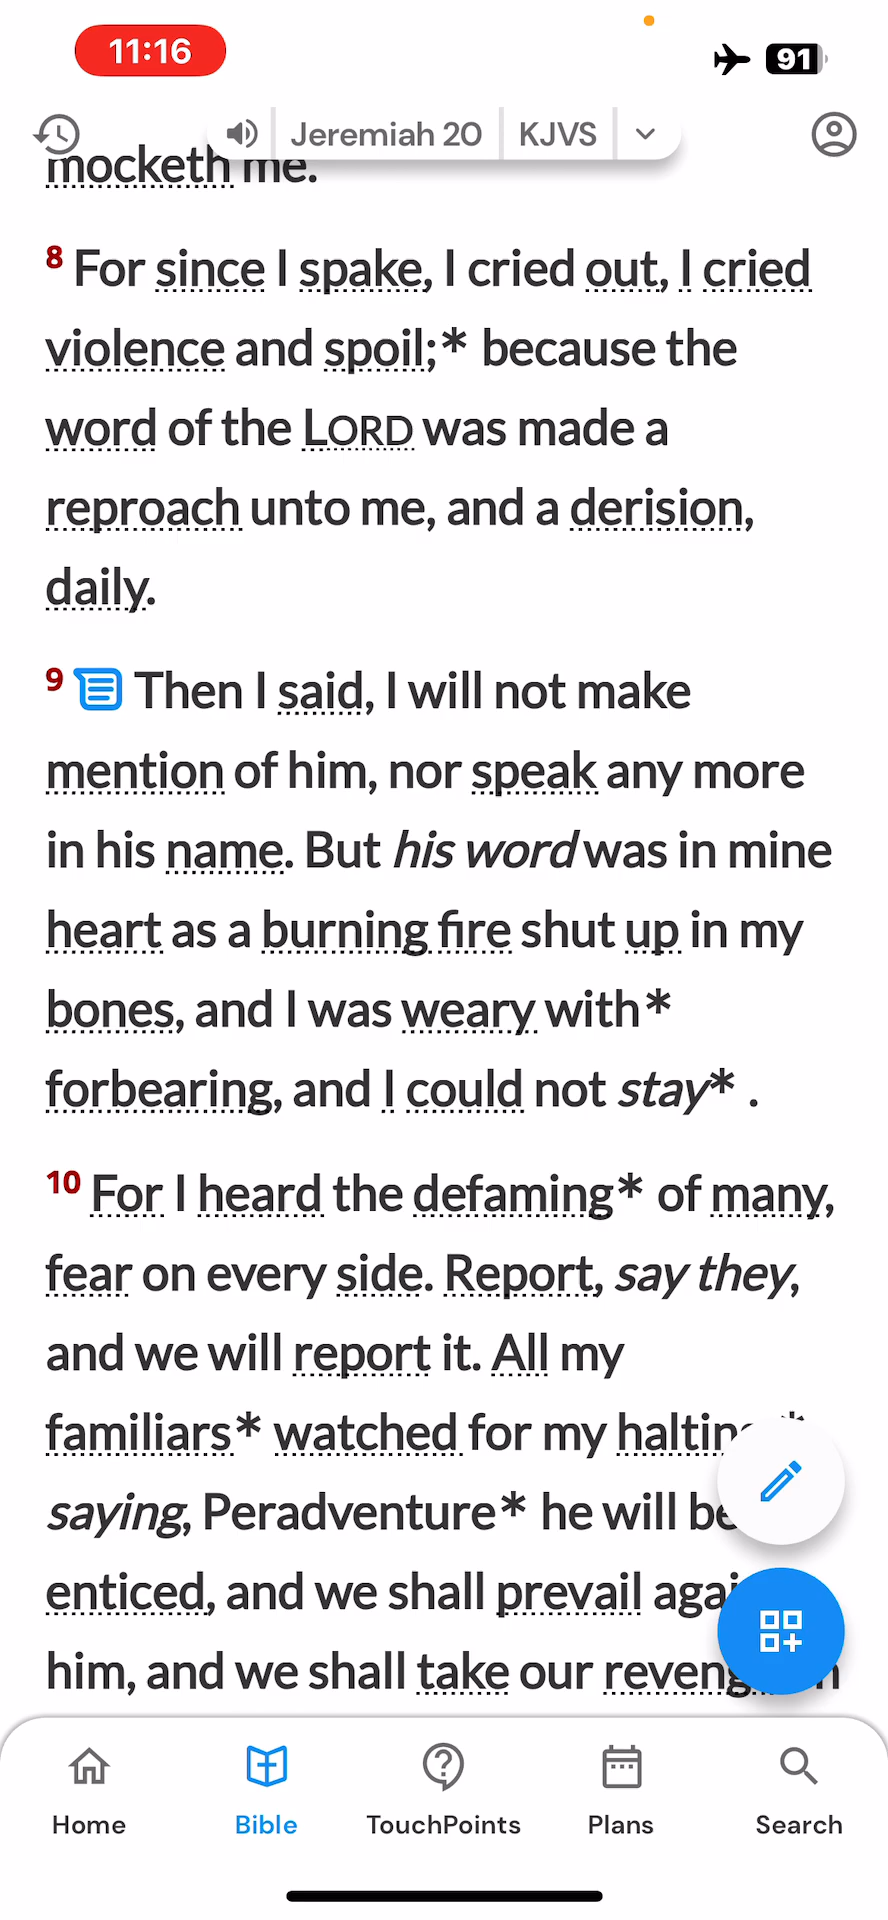 11:16
91
Jeremiah 20 KJVS
mocketh me.
8 For since I spake, I cried out, I cried
violence and spoil;* because the
word of the LORD was made a
reproach unto me, and a derision,
daily.
9 Then I said, I will not make
mention of him, nor speak any more
in his name. But his word was in mine
heart as a burning fire shut up in my
bones, and I was weary with*
forbearing, and I could not stay* .
10 For I heard the defaming* of many,
fear on every side. Report, say they,
and we will report it. All my
familiars* watched for my
saying, Peradventure* he will be
enticed, and we shall prevail
him, and we shall take our
Home Bible TouchPoints Plans Search